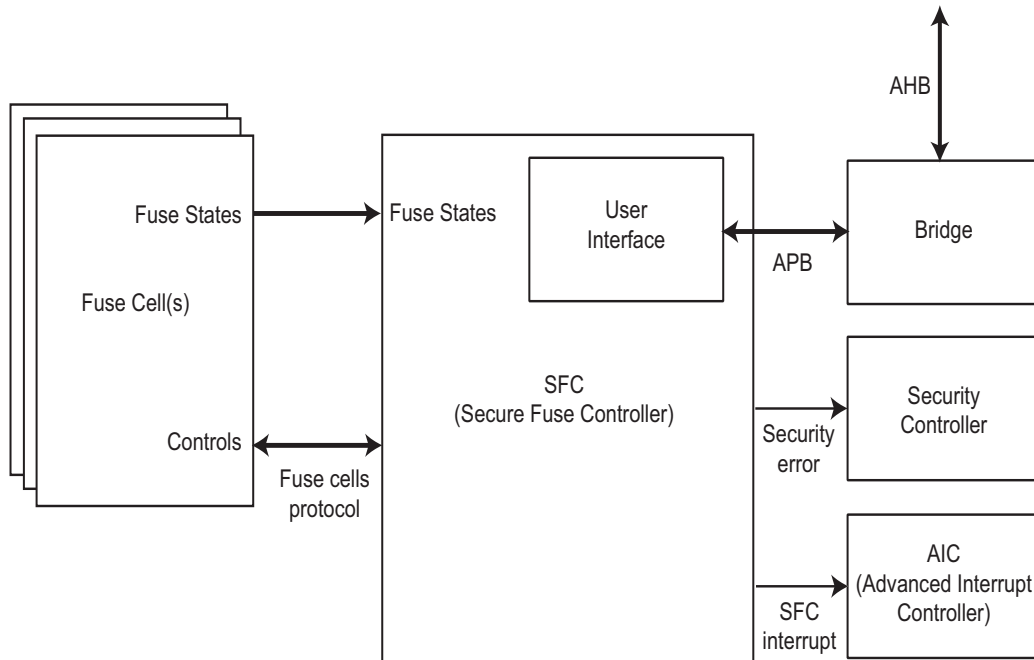 AHB
Fuse States
Fuse Cell(s)
Controls
Fuse cells
protocol
Fuse States
User
Interface
SFC
(Secure Fuse Controller)
APB
Bridge
Security
error
Security
Controller
SFC
interrupt
AIC
(Advanced Interrupt
Controller)